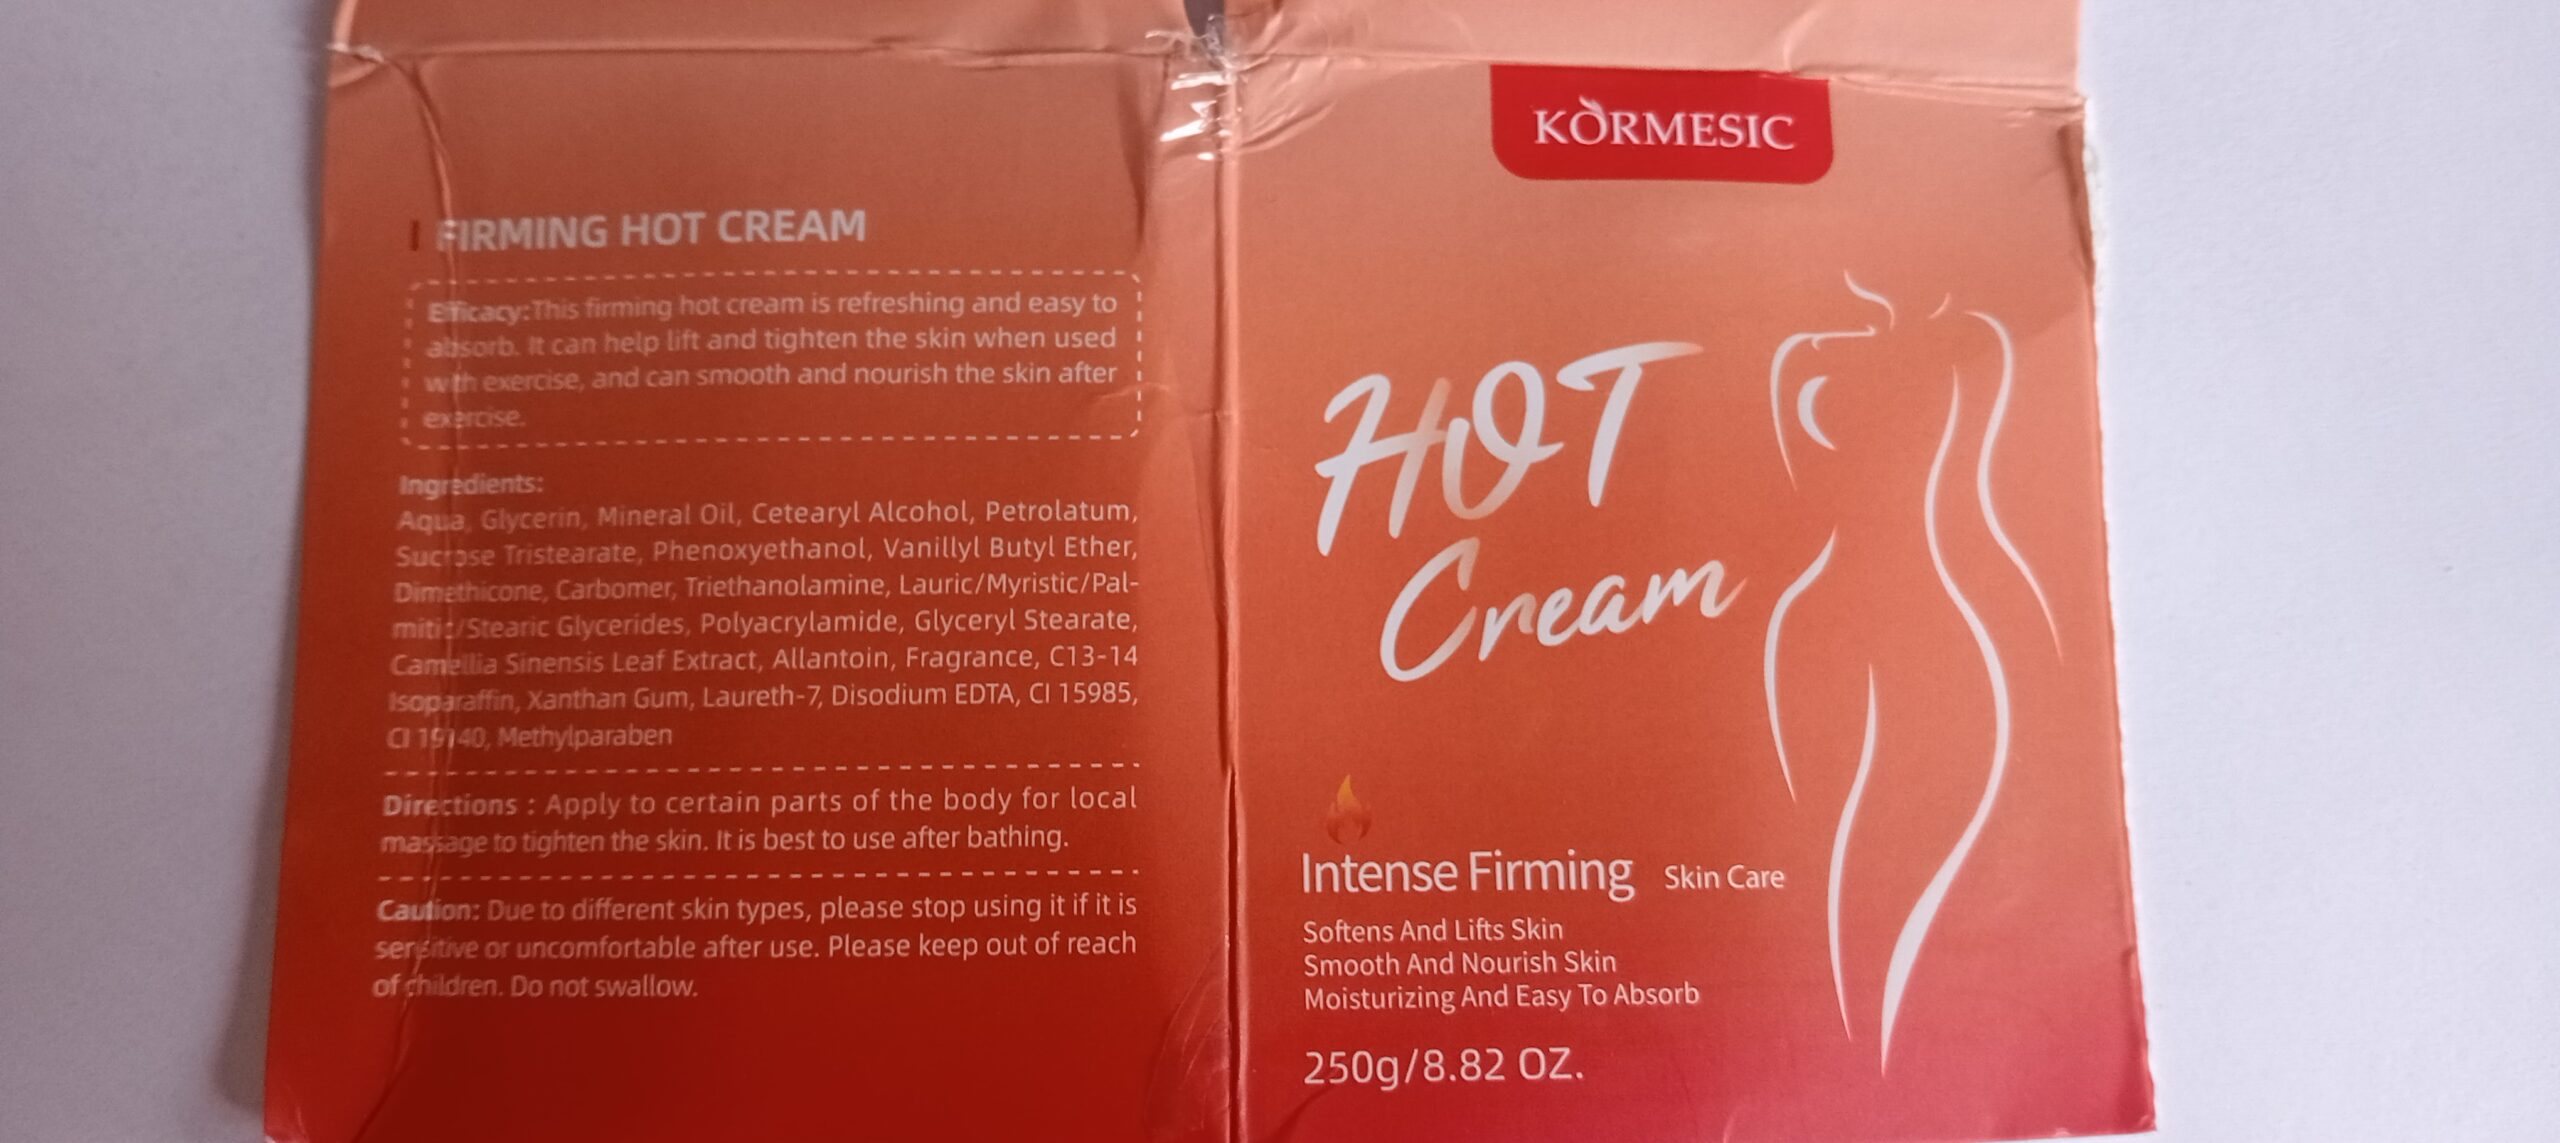 FIRMING HOT CREAM
Efficacy:This firming hot cream is refreshing and easy to
absorb. It can help lift and tighten the skin when used
with exercise, and can smooth and nourish the skin after
exercise.
Ingredients:
Aqua, Glycerin, Mineral Oil, Cetearyl Alcohol, Petrolatum,
Sucrose Tristearate, Phenoxyethanol, Vanillyl Butyl Ether,
Dimethicone, Carbomer, Triethanolamine, Lauric/Myristic/Pal-
mitic/Stearic Glycerides, Polyacrylamide, Glyceryl Stearate,
Camellia Sinensis Leaf Extract, Allantoin, Fragrance, C13-14
Isoparaffin, Xanthan Gum, Laureth-7, Disodium EDTA, CI 15985,
CI 19140, Methylparaben
Directions : Apply to certain parts of the body for local
massage to tighten the skin. It is best to use after bathing.
Caution: Due to different skin types, please stop using it if it is
sensitive or uncomfortable after use. Please keep out of reach
of children. Do not swallow.
KORMESIC
HOT
Cream
Intense Firming Skin Care
Softens And Lifts Skin
Smooth And Nourish Skin
Moisturizing And Easy To Absorb
250g/8.82 OZ.